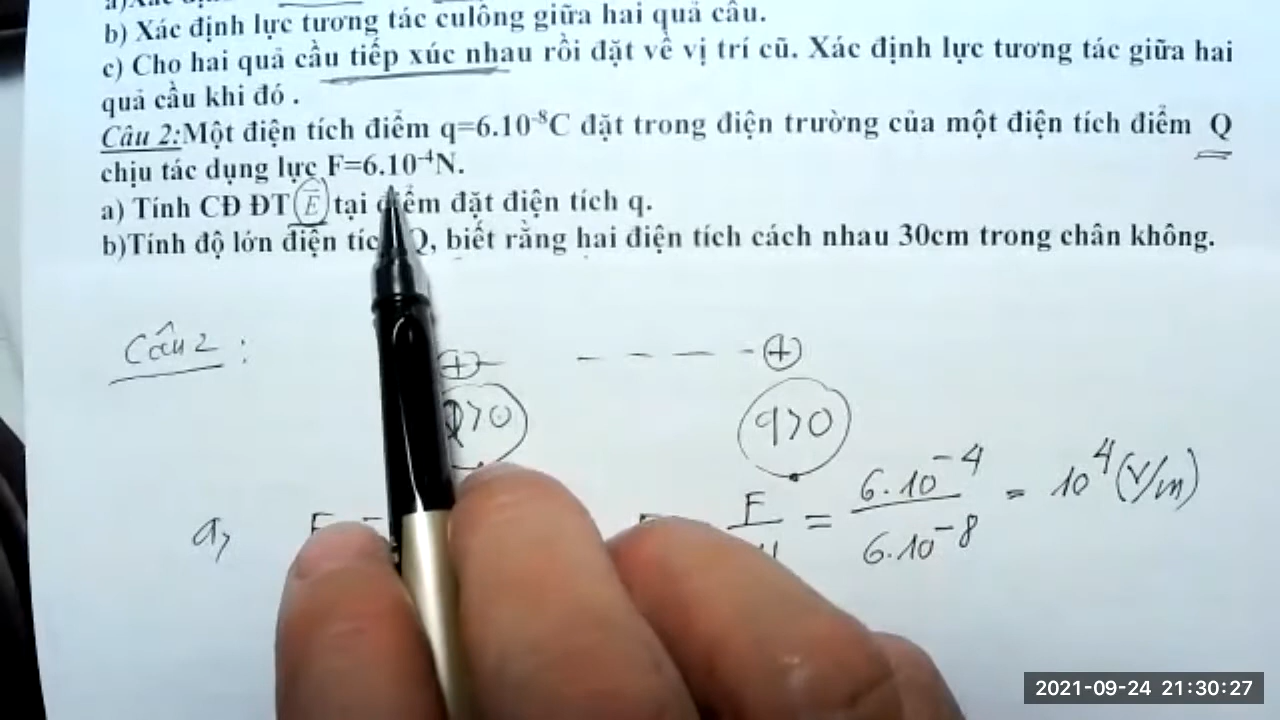 b) Xác định lực tương tác culông giữa hai quả cầu.
c) Cho hai quả cầu tiếp xúc nhau rồi đặt về vị trí cũ. Xác định lực tương tác giữa hai
quả cầu khi đó .
Câu 2:Một điện tích điểm q=6.10⁻⁸C đặt trong điện trường của một điện tích điểm Q
chịu tác dụng lực F=6.10⁻⁴N.
a) Tính CĐ ĐT E tại điểm đặt điện tích q.
b)Tính độ lớn điện Q, biết rằng hai điện tích cách nhau 30cm trong chân không.
Câu 2 :
+ - - - - +
>0 q>0
a, F = F/ = 6.10⁻⁴/6.10⁻⁸ = 10⁴ (V/m)
2021-09-24 21:30:27